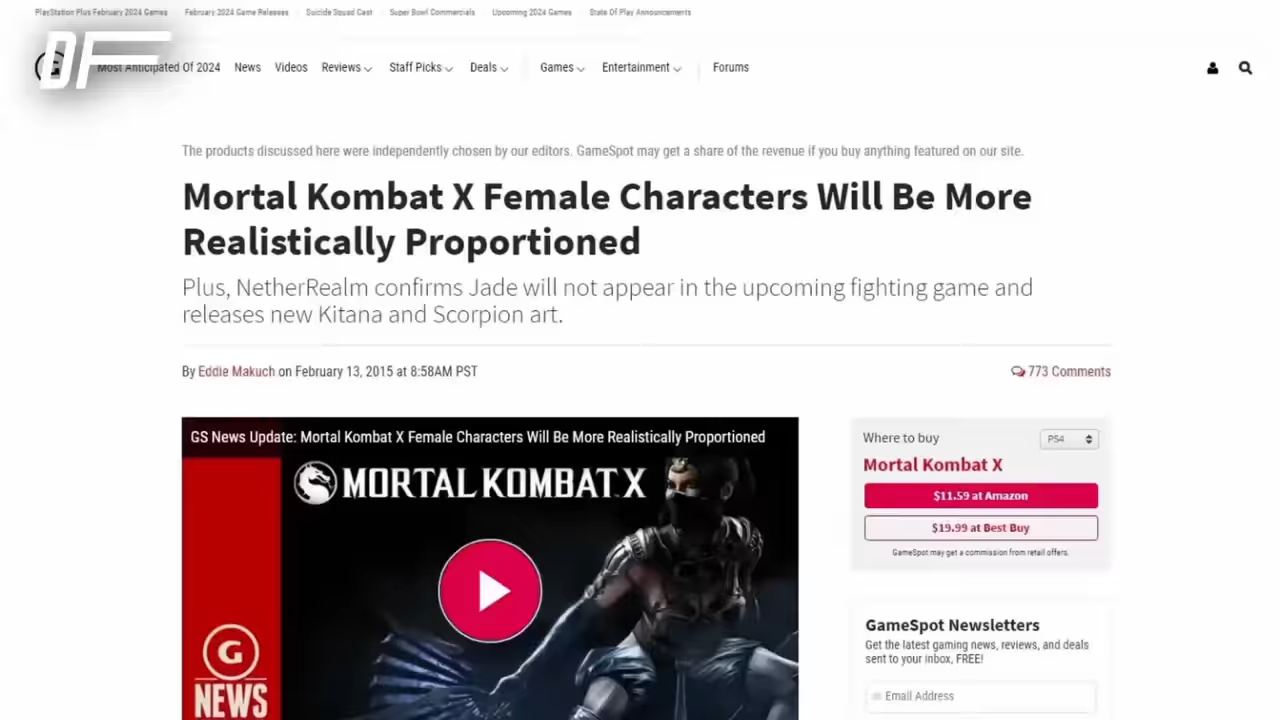 PlayStation Plus February 2024 Games February 2024 Game Releases Suicide Squad Cast Super Bowl Commercials Upcoming 2024 Games State Of Play Announcements
DF
G
Most Anticipated Of 2024 News Videos Reviews Staff Picks Deals Games Entertainment Forums
The products discussed here were independently chosen by our editors. GameSpot may get a share of the revenue if you buy anything featured on our site.
Mortal Kombat X Female Characters Will Be More
Realistically Proportioned
Plus, NetherRealm confirms Jade will not appear in the upcoming fighting game and
releases new Kitana and Scorpion art.
By Eddie Makuch on February 13, 2015 at 8:58AM PST
773 Comments
GS News Update: Mortal Kombat X Female Characters Will Be More Realistically Proportioned
MORTAL KOMBAT X
G
NEWS
Where to buy
PS4
Mortal Kombat X
$11.59 at Amazon
$19.99 at Best Buy
GameSpot may get a commission from retail offers.
GameSpot Newsletters
Get the latest gaming news, reviews, and deals
sent to your inbox, FREE!
Email Address